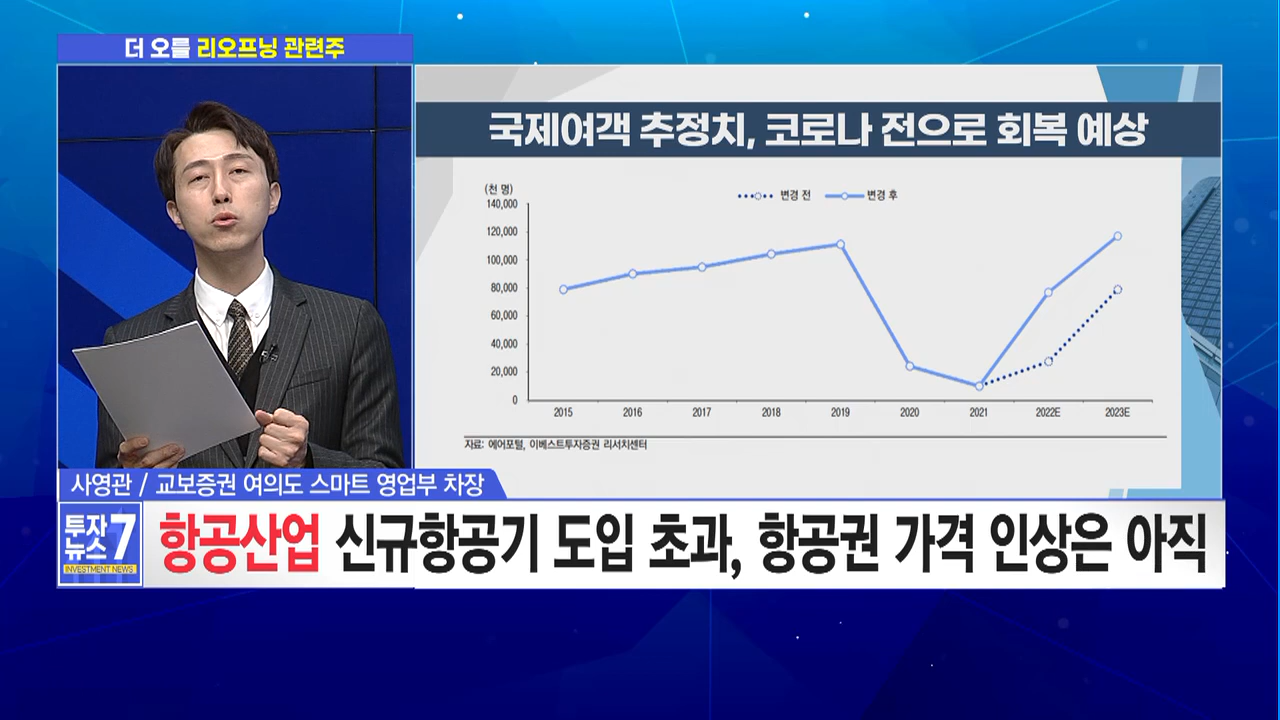 더 오를 리오프닝 관련주
국제여객 추정치, 코로나 전으로 회복 예상
(천 명)
변경 전
변경 후
140,000
120,000
100,000
80,000
60,000
40,000
20,000
0
2015 2016 2017 2018 2019 2020 2021 2022E 2023E
자료: 에어포털, 이베스트투자증권 리서치센터
사영관 / 교보증권 여의도 스마트 영업부 차장
투자
뉴스 7
INVESTMENT NEWS
항공산업 신규항공기 도입 초과, 항공권 가격 인상은 아직